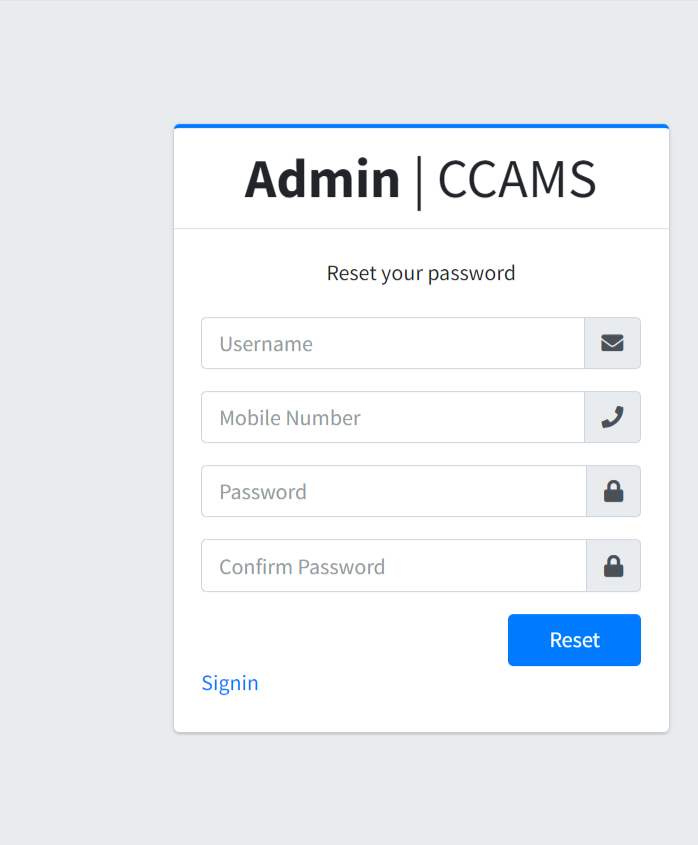 Admin | CCAMS
Reset your password
Username
Mobile Number
Password
Confirm Password
Reset
Signin